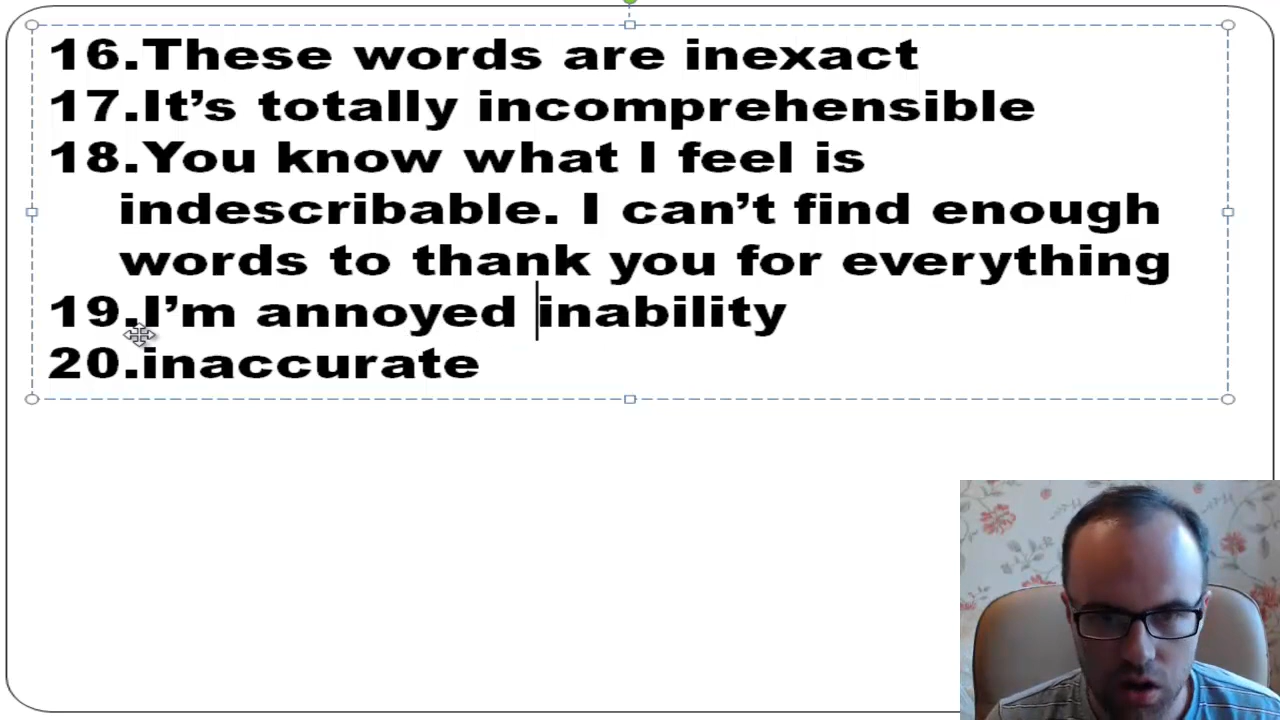 16.These words are inexact
17.It’s totally incomprehensible
18.You know what I feel is
indescribable. I can’t find enough
words to thank you for everything
19.I’m annoyed inability
20.inaccurate